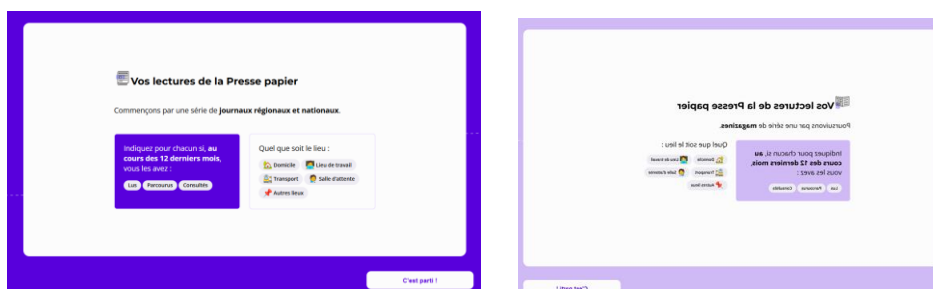 Vos lectures de la Presse papier
Commençons par une série de journaux régionaux et nationaux.
Indiquez pour chacun si, au
cours des 12 derniers mois,
vous les avez :
Lus Parcourus Consultés
Quel que soit le lieu :
Domicile Lieu de travail
Transport Salle d'attente
Autres lieux
C'est parti !
Vos lectures de la Presse papier
Poursuivons par une série de magazines.
Indiquez pour chacun si, au
cours des 12 derniers mois,
vous les avez :
Lus Parcourus Consultés
Quel que soit le lieu :
Domicile Lieu de travail
Transport Salle d'attente
Autres lieux
C'est parti !